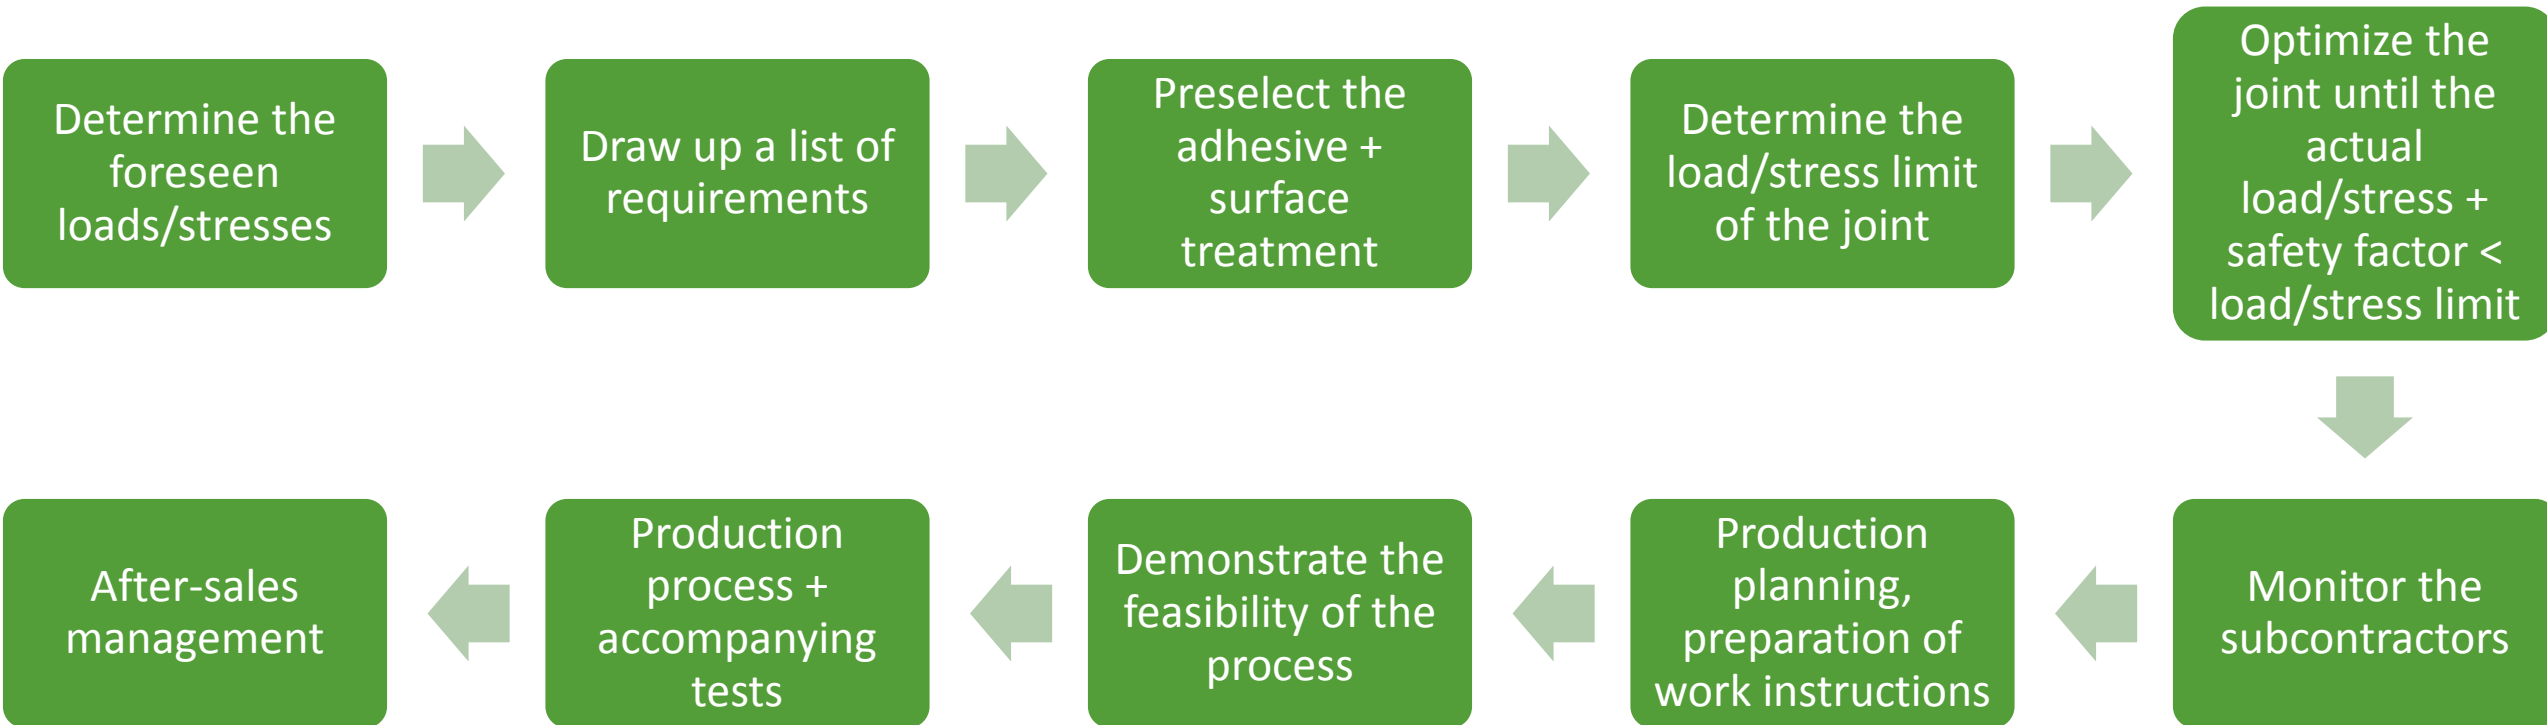 Determine the
foreseen
loads/stresses
Draw up a list of
requirements
Preselect the
adhesive +
surface
treatment
Determine the
load/stress limit
of the joint
Optimize the
joint until the
actual
load/stress +
safety factor <
load/stress limit
Monitor the
subcontractors
Production
planning,
preparation of
work instructions
Demonstrate the
feasibility of the
process
Production
process +
accompanying
tests
After-sales
management